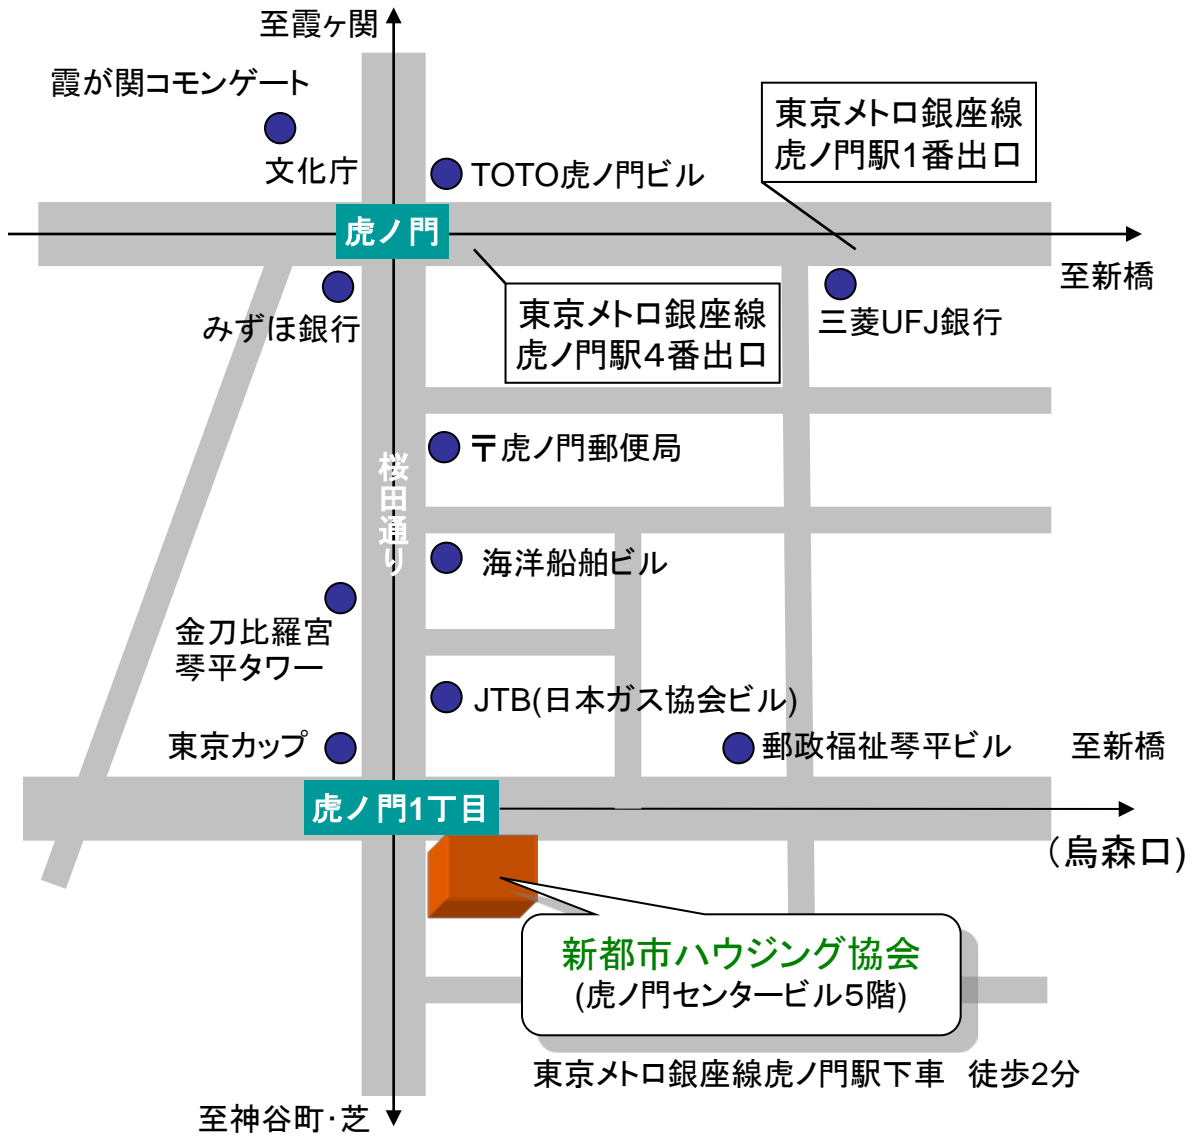 至霞ヶ関
霞が関コモンゲート
文化庁
TOTO虎ノ門ビル
東京メトロ銀座線
虎ノ門駅1番出口
虎ノ門
至新橋
みずほ銀行
東京メトロ銀座線
虎ノ門駅4番出口
三菱UFJ銀行
〒虎ノ門郵便局
桜田通り
海洋船舶ビル
金刀比羅宮
琴平タワー
JTB(日本ガス協会ビル)
東京カップ
郵政福祉琴平ビル
至新橋
虎ノ門1丁目
（烏森口)
新都市ハウジング協会
(虎ノ門センタービル5階)
東京メトロ銀座線虎ノ門駅下車　徒歩2分
至神谷町・芝